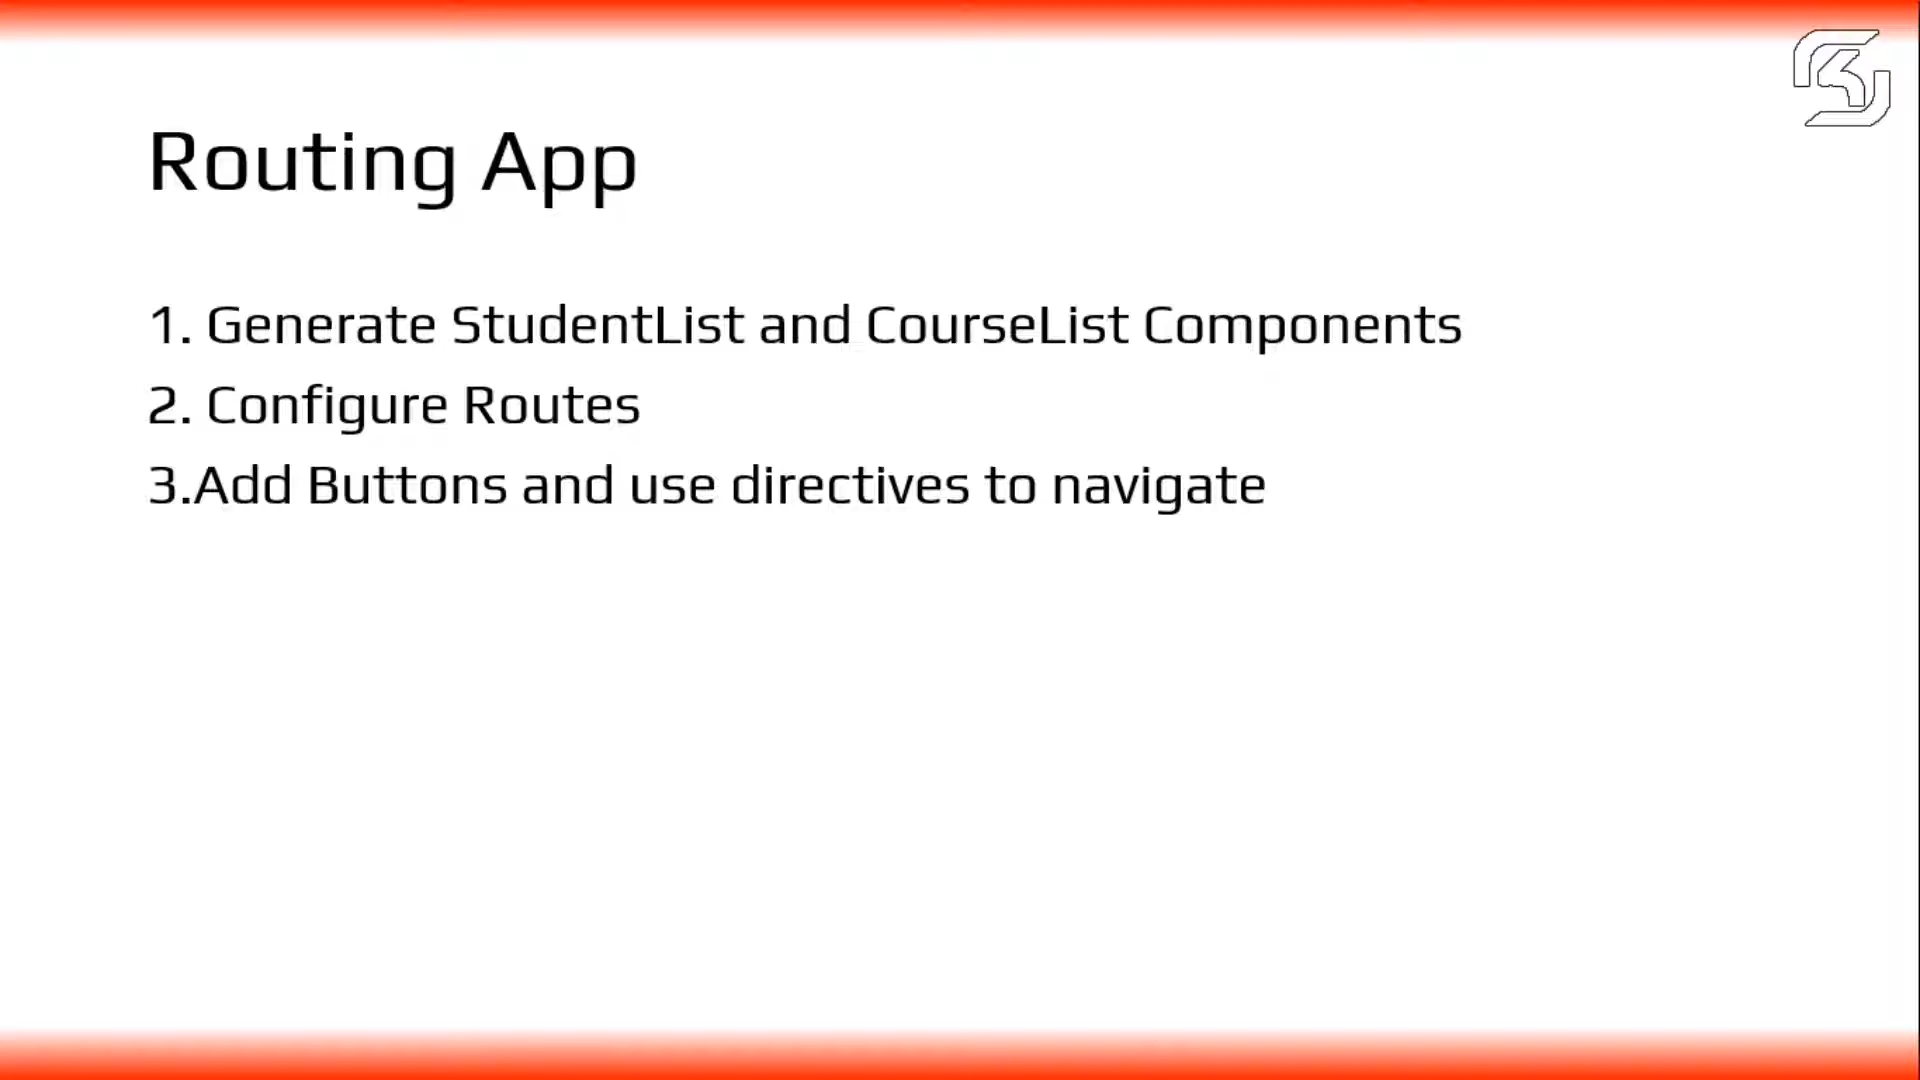 Routing App
1. Generate StudentList and CourseList Components
2. Configure Routes
3.Add Buttons and use directives to navigate